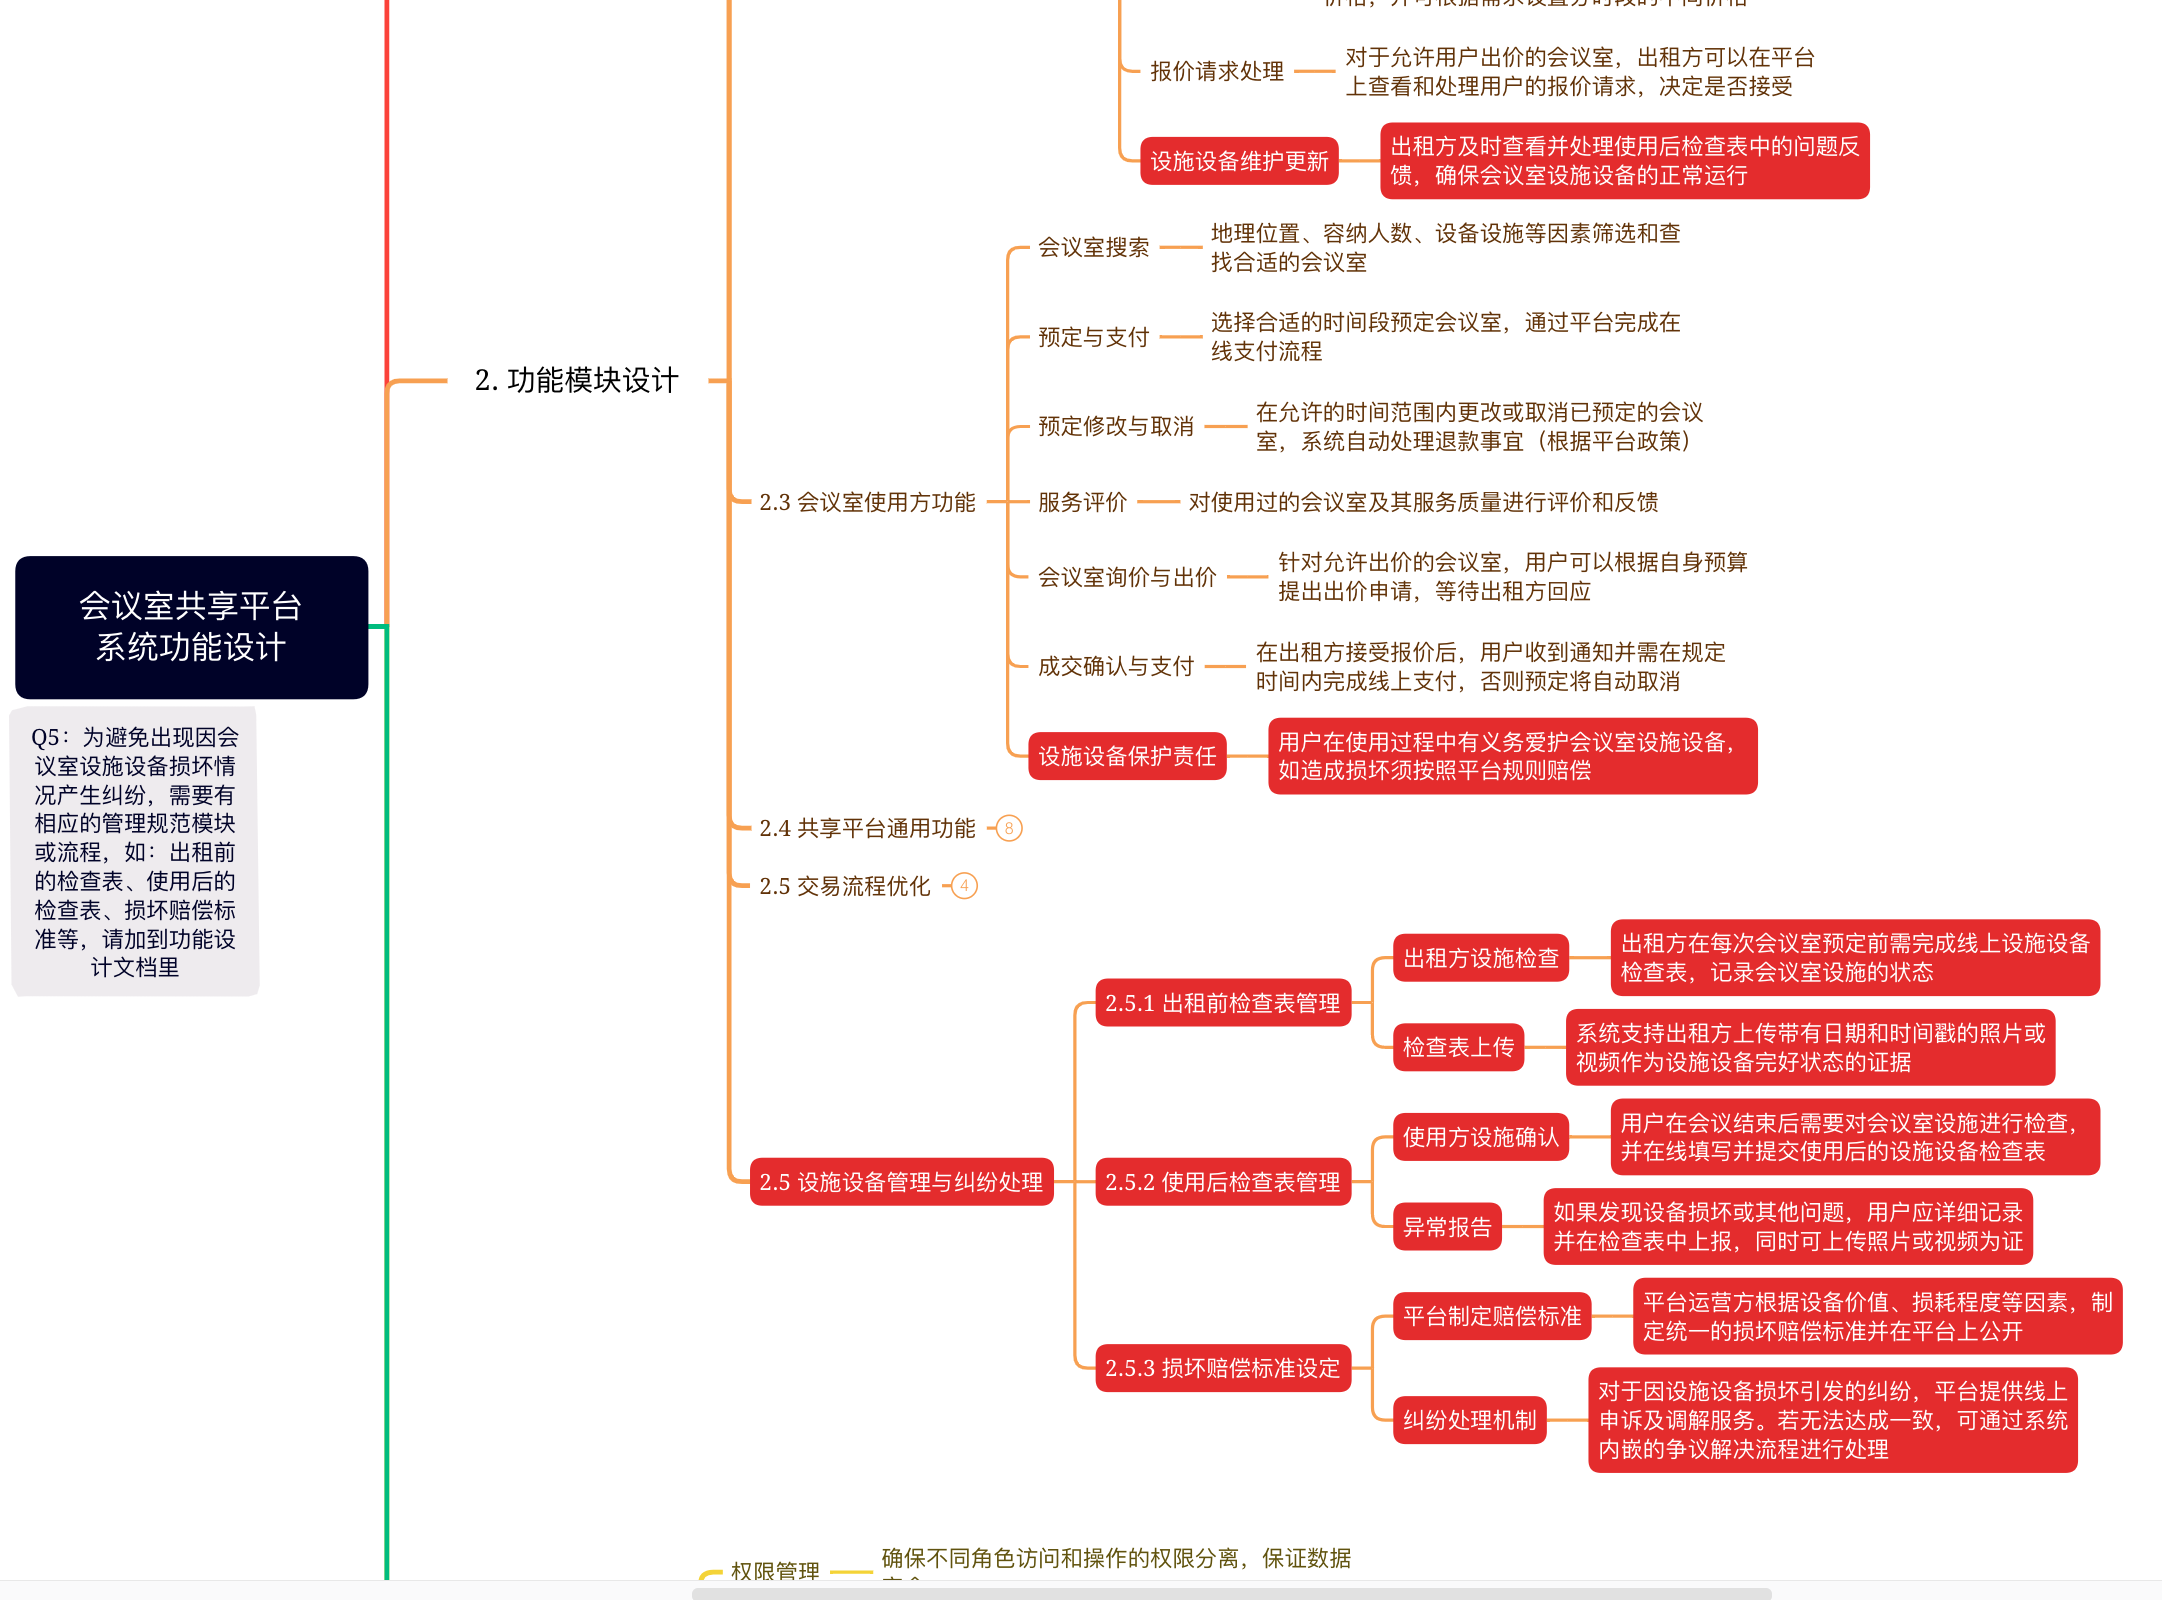 价格，并可根据需求设置分时段的不同价格
报价请求处理
对于允许用户出价的会议室，出租方可以在平台
上查看和处理用户的报价请求，决定是否接受
设施设备维护更新
出租方及时查看并处理使用后检查表中的问题反
馈，确保会议室设施设备的正常运行
会议室搜索
地理位置、容纳人数、设备设施等因素筛选和查
找合适的会议室
预定与支付
选择合适的时间段预定会议室，通过平台完成在
线支付流程
2. 功能模块设计
预定修改与取消
在允许的时间范围内更改或取消已预定的会议
室，系统自动处理退款事宜（根据平台政策）
2.3 会议室使用方功能
服务评价
对使用过的会议室及其服务质量进行评价和反馈
会议室询价与出价
针对允许出价的会议室，用户可以根据自身预算
提出出价申请，等待出租方回应
会议室共享平台
系统功能设计
成交确认与支付
在出租方接受报价后，用户收到通知并需在规定
时间内完成线上支付，否则预定将自动取消
设施设备保护责任
用户在使用过程中有义务爱护会议室设施设备，
如造成损坏须按照平台规则赔偿
Q5：为避免出现因会
议室设施设备损坏情
况产生纠纷，需要有
相应的管理规范模块
或流程，如：出租前
的检查表、使用后的
检查表、损坏赔偿标
准等，请加到功能设
计文档里
2.4 共享平台通用功能
8
2.5 交易流程优化
4
2.5 设施设备管理与纠纷处理
2.5.1 出租前检查表管理
出租方设施检查
出租方在每次会议室预定前需完成线上设施设备
检查表，记录会议室设施的状态
检查表上传
系统支持出租方上传带有日期和时间戳的照片或
视频作为设施设备完好状态的证据
2.5.2 使用后检查表管理
使用方设施确认
用户在会议结束后需要对会议室设施进行检查，
并在线填写并提交使用后的设施设备检查表
异常报告
如果发现设备损坏或其他问题，用户应详细记录
并在检查表中上报，同时可上传照片或视频为证
2.5.3 损坏赔偿标准设定
平台制定赔偿标准
平台运营方根据设备价值、损耗程度等因素，制
定统一的损坏赔偿标准并在平台上公开
纠纷处理机制
对于因设施设备损坏引发的纠纷，平台提供线上
申诉及调解服务。若无法达成一致，可通过系统
内嵌的争议解决流程进行处理
权限管理
确保不同角色访问和操作的权限分离，保证数据